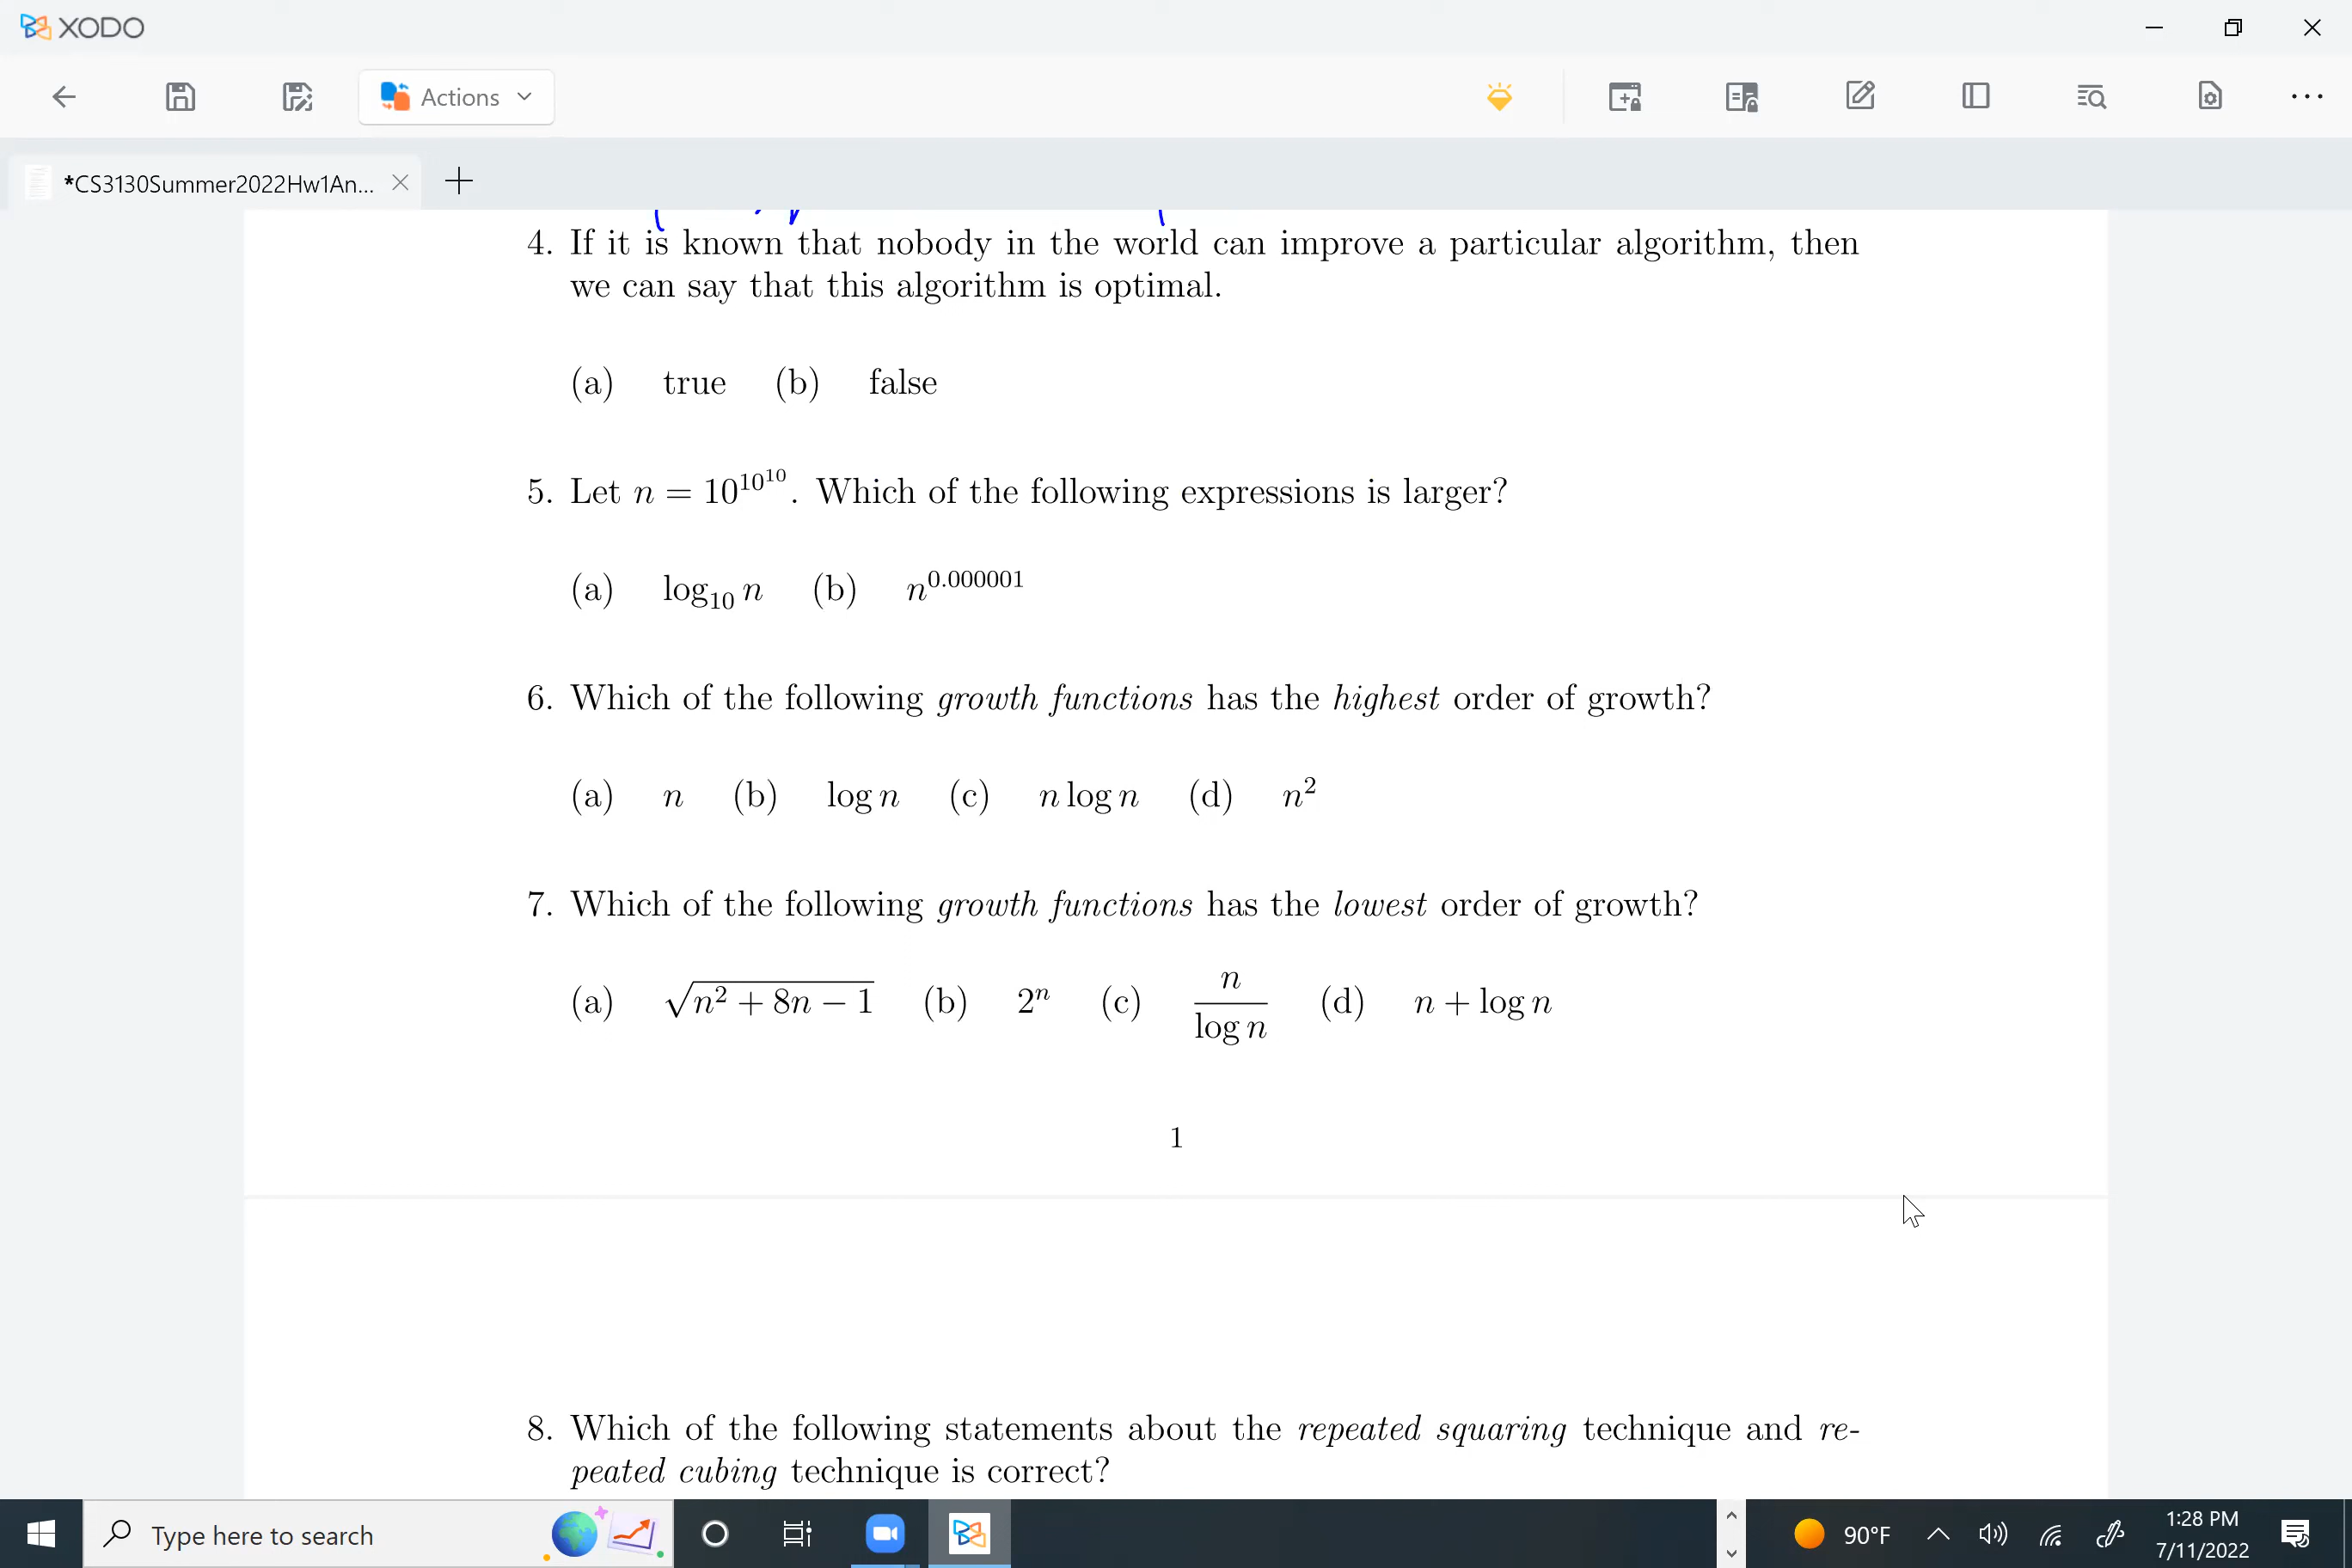 XODO
Actions
*CS3130Summer2022Hw1An...
4. If it is known that nobody in the world can improve a particular algorithm, then
we can say that this algorithm is optimal.
(a) true (b) false
5. Let n = 10^{10^{10}}. Which of the following expressions is larger?
(a) log₁₀ n (b) n^{0.000001}
6. Which of the following growth functions has the highest order of growth?
(a) n (b) log n (c) n log n (d) n²
7. Which of the following growth functions has the lowest order of growth?
(a) √(n² + 8n − 1) (b) 2ⁿ (c) n / log n (d) n + log n
1
8. Which of the following statements about the repeated squaring technique and re-
peated cubing technique is correct?
Type here to search
90°F
1:28 PM
7/11/2022